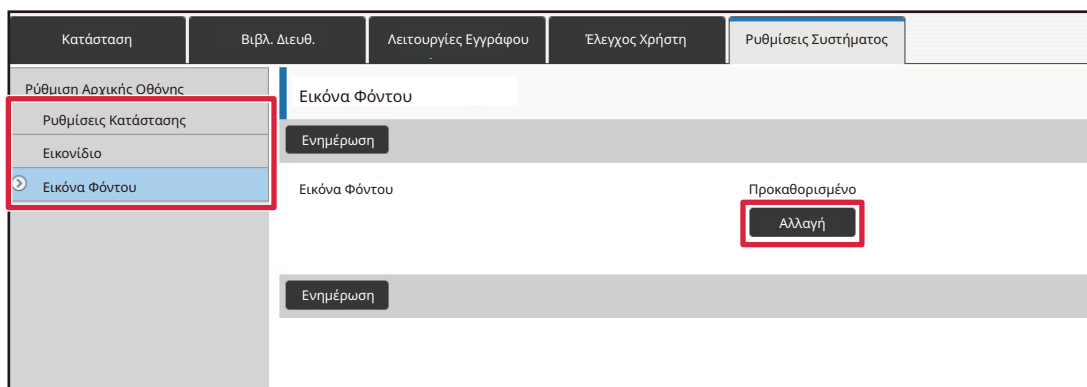 Κατάσταση
Βιβλ. Διευθ.
Λειτουργίες Εγγράφου
Έλεγχος Χρήστη
Ρυθμίσεις Συστήματος
Ρύθμιση Αρχικής Οθόνης
Ρυθμίσεις Κατάστασης
Εικονίδιο
Εικόνα Φόντου
Εικόνα Φόντου
Ενημέρωση
Εικόνα Φόντου
Προκαθορισμένο
Αλλαγή
Ενημέρωση